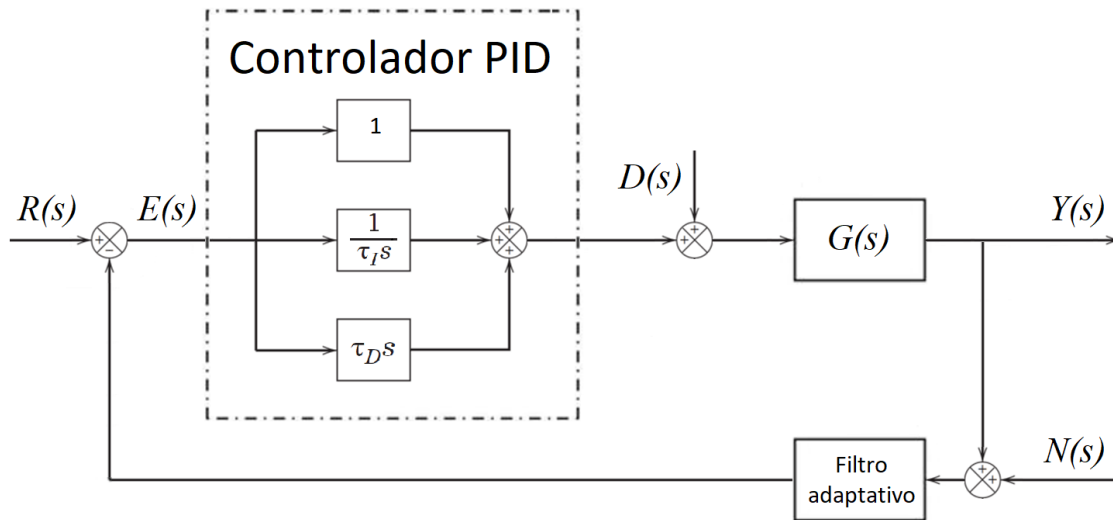 Controlador PID
1
R(s)
E(s)
D(s)
Y(s)
+
−
1
τ_I s
+
+
+
+
+
G(s)
τ_D s
Filtro
adaptativo
+
+
N(s)